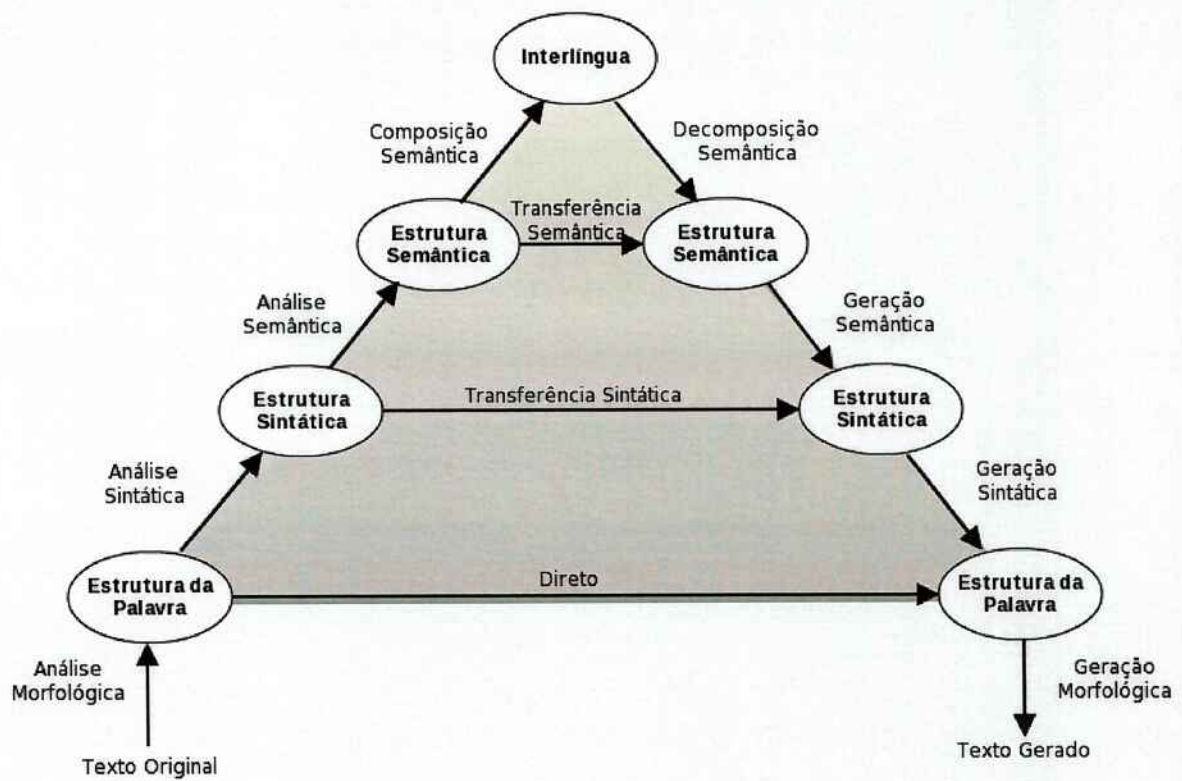 Interlíngua
Composição
Semântica
Decomposição
Semântica
Estrutura
Semântica
Transferência
Semântica
Estrutura
Semântica
Análise
Semântica
Geração
Semântica
Estrutura
Sintática
Transferência Sintática
Estrutura
Sintática
Análise
Sintática
Geração
Sintática
Estrutura da
Palavra
Direto
Estrutura da
Palavra
Análise
Morfológica
Geração
Morfológica
Texto Original
Texto Gerado